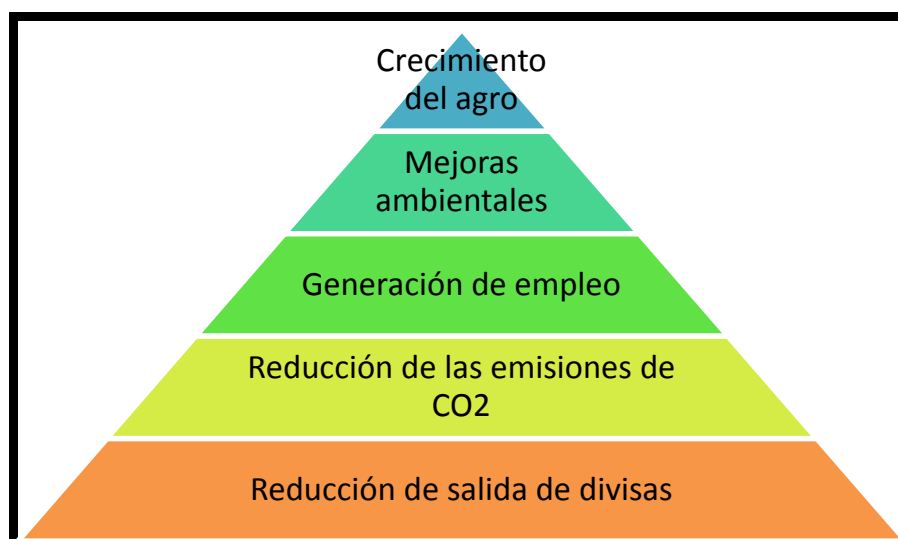 Crecimiento
del agro
Mejoras
ambientales
Generación de empleo
Reducción de las emisiones de
CO2
Reducción de salida de divisas